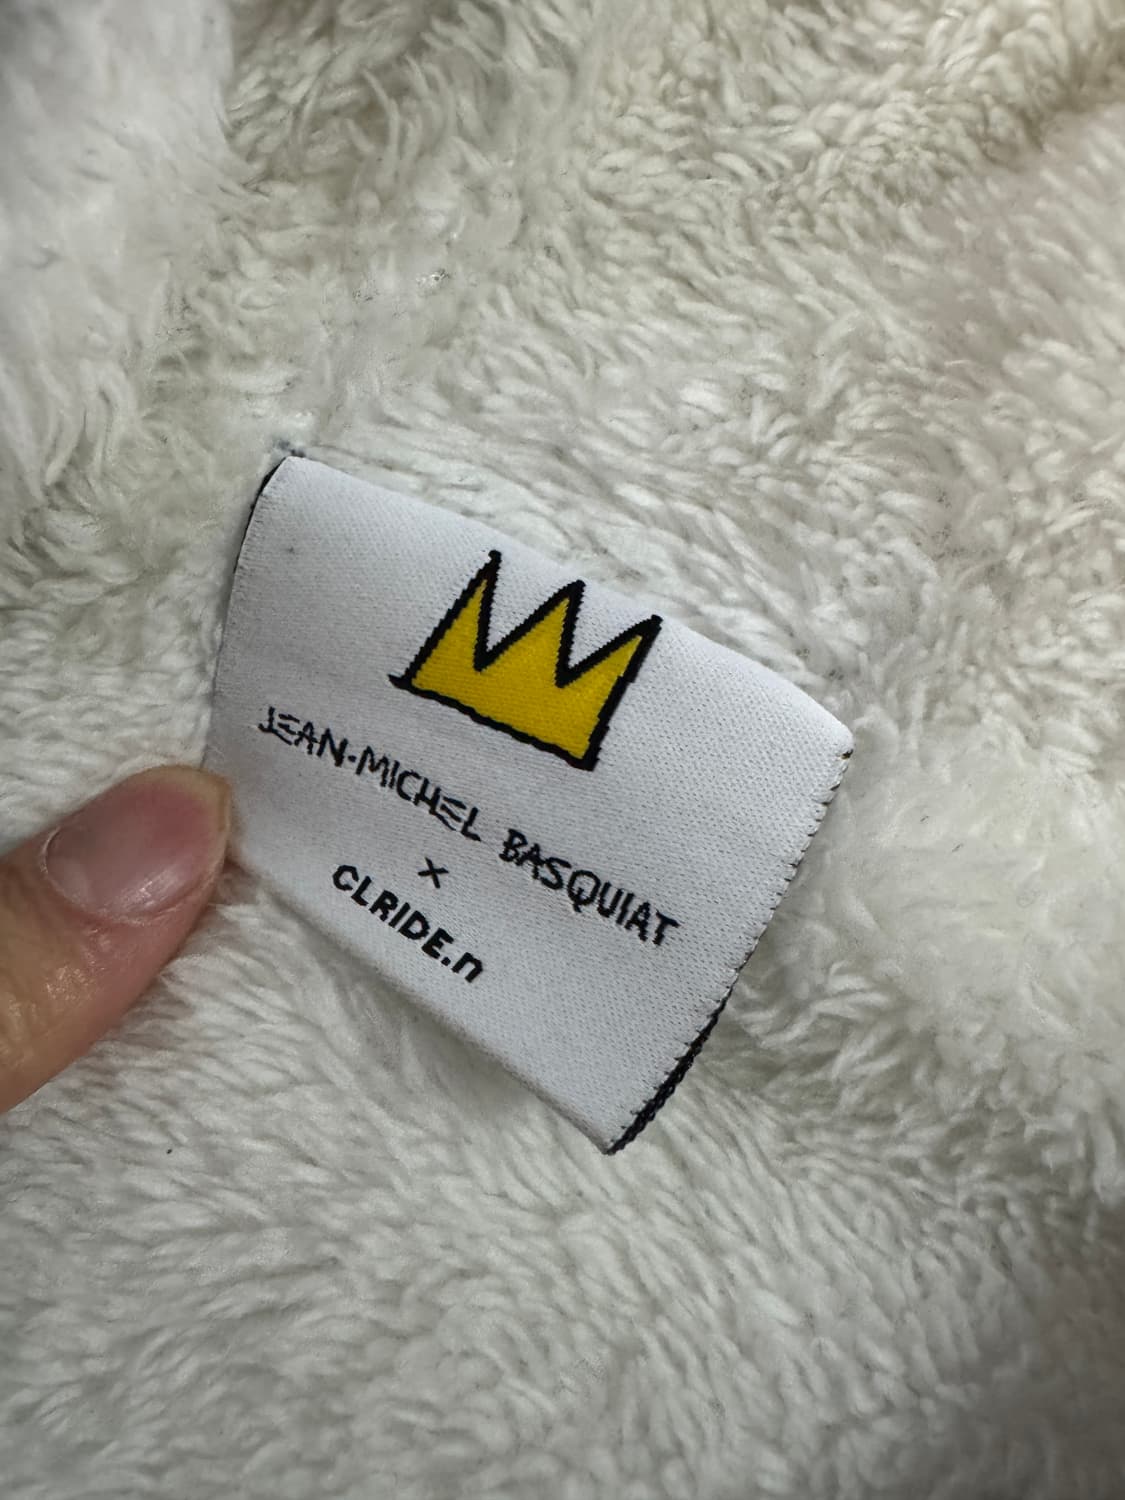 JEAN-MICHEL BASQUIAT
x
CLRIDE.n